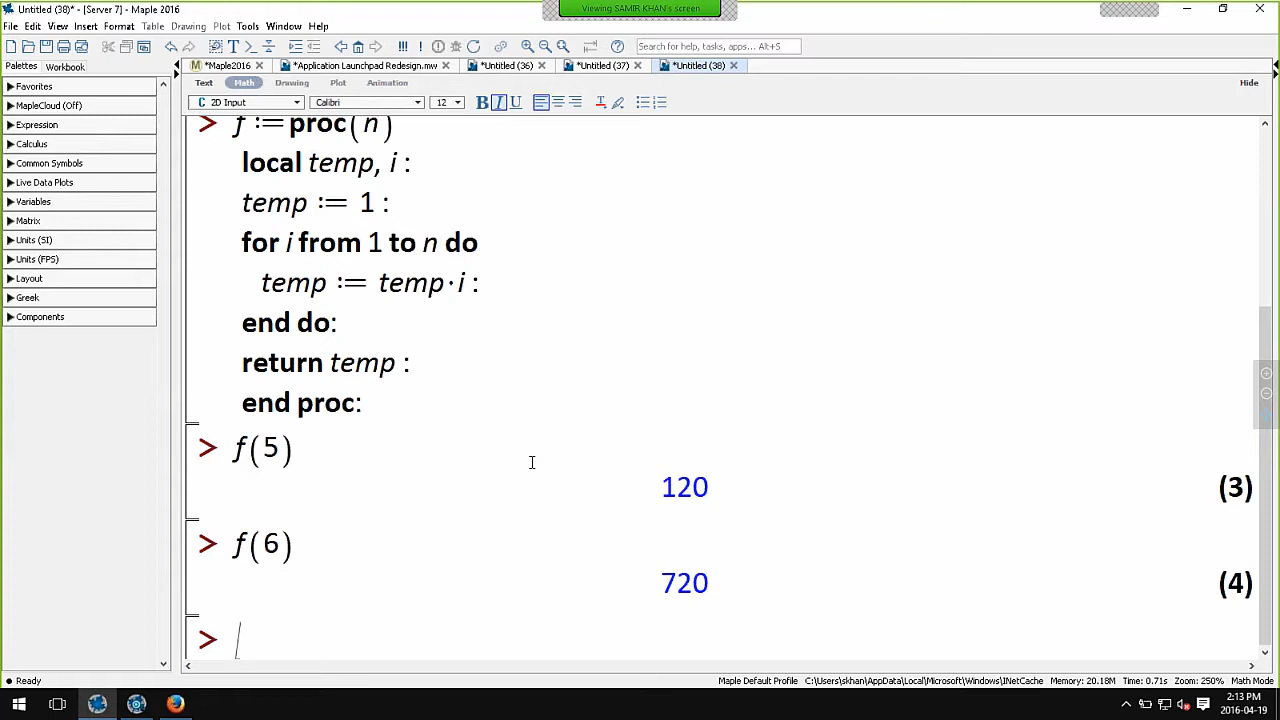 Untitled (38)* - [Server 7] - Maple 2016
Viewing SAMIR KHAN's screen
File Edit View Insert Format Table Drawing Plot Tools Window Help
Search for help, tasks, apps... Alt+S
Palettes Workbook
*Maple2016 *Application Launchpad Redesign.mw *Untitled (36) *Untitled (37) *Untitled (38)
Text Math Drawing Plot Animation Hide
C 2D Input Calibri 12 B I U
Favorites
MapleCloud (Off)
Expression
Calculus
Common Symbols
Live Data Plots
Variables
Matrix
Units (SI)
Units (FPS)
Layout
Greek
Components
> f := proc(n)
local temp, i :
temp := 1 :
for i from 1 to n do
temp := temp·i :
end do:
return temp :
end proc:
> f(5)
120 (3)
> f(6)
720 (4)
>
Ready
Maple Default Profile C:\Users\skhan\AppData\Local\Microsoft\Windows\INetCache Memory: 20.18M Time: 0.71s Zoom: 250% Math Mode
2:13 PM
2016-04-19